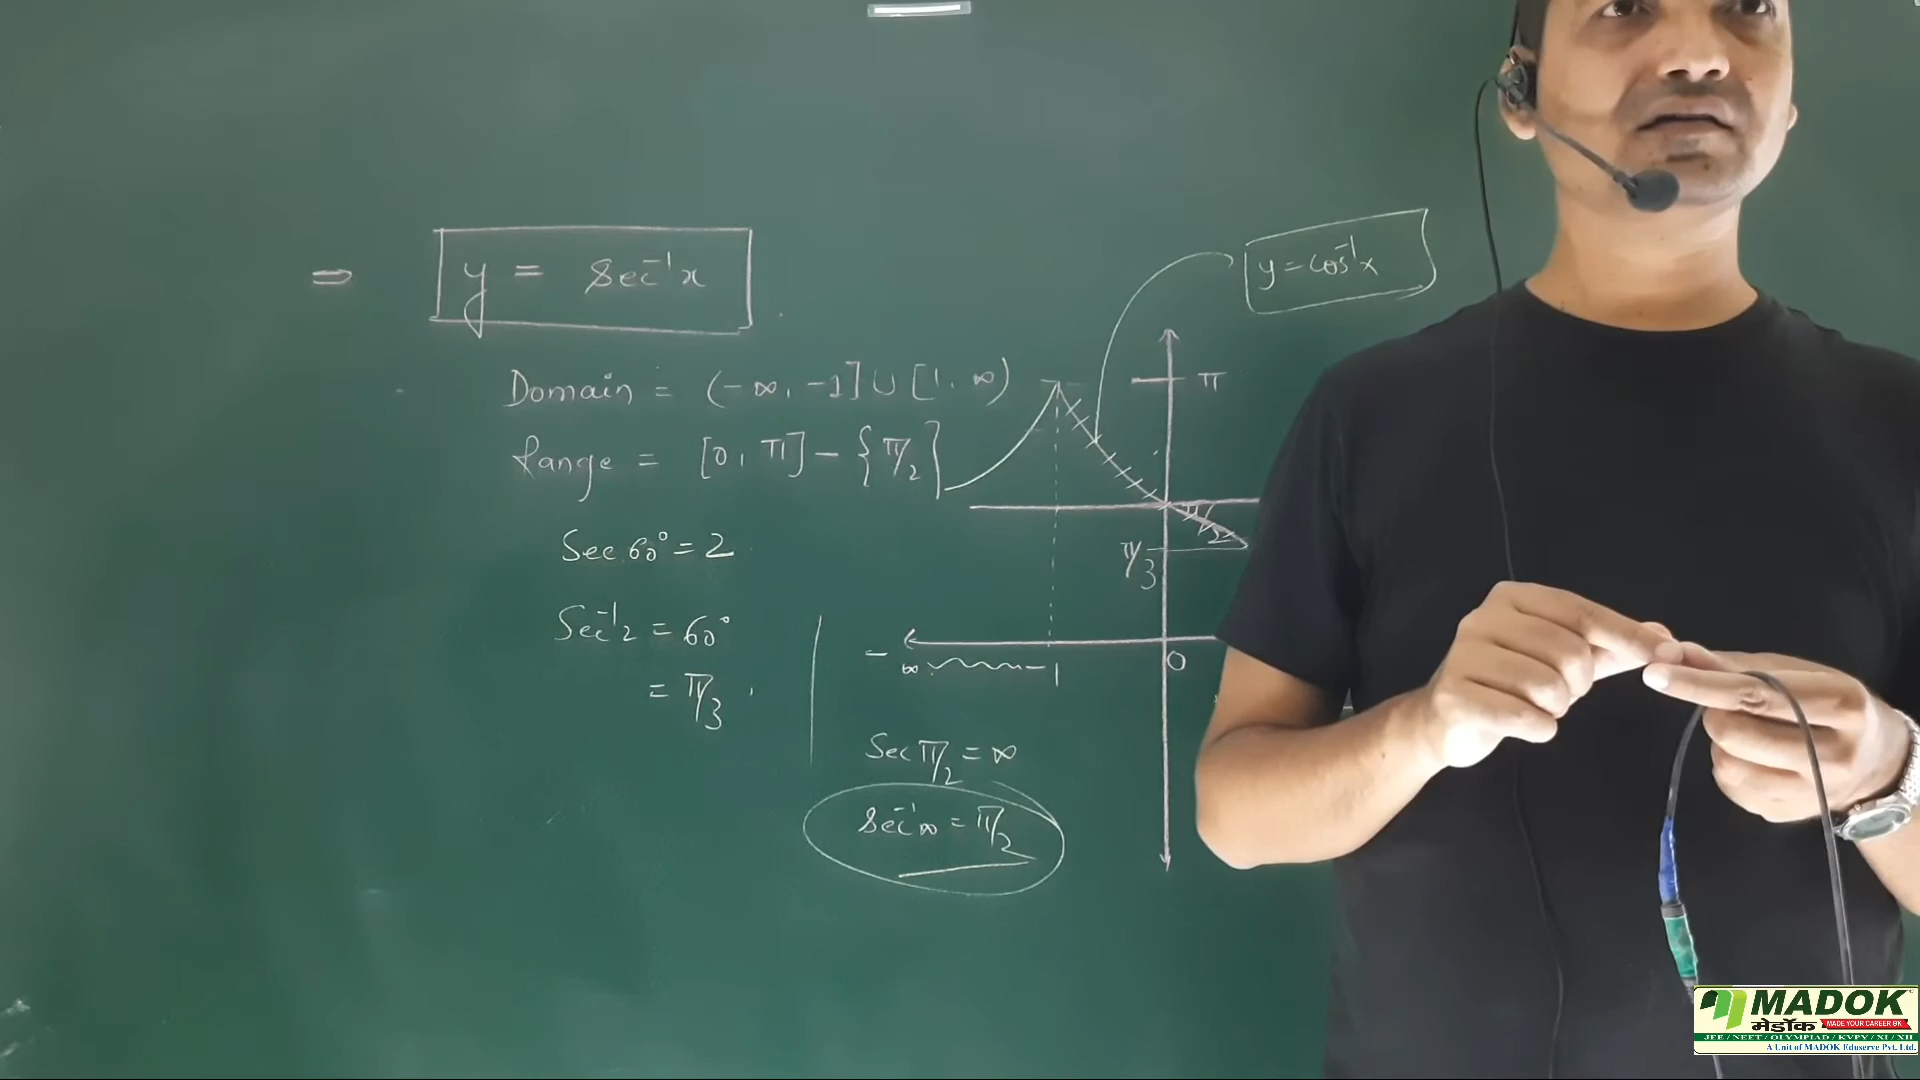 ⇒ y = Sec⁻¹x
y = cos⁻¹x
Domain = (-∞, -1] ∪ [1, ∞)
Range = [0, π] - {π/2}
Sec 60° = 2
Sec⁻¹2 = 60°
= π/3
π
π/2
π/3
-∞ -1 0
Sec π/2 = ∞
Sec⁻¹∞ = π/2
MADOK
मेडॉक MADE YOUR CAREER BK
JEE / NEET / OLYMPIAD / KVPY / XI / XII
A Unit of MADOK Eduserve Pvt. Ltd.